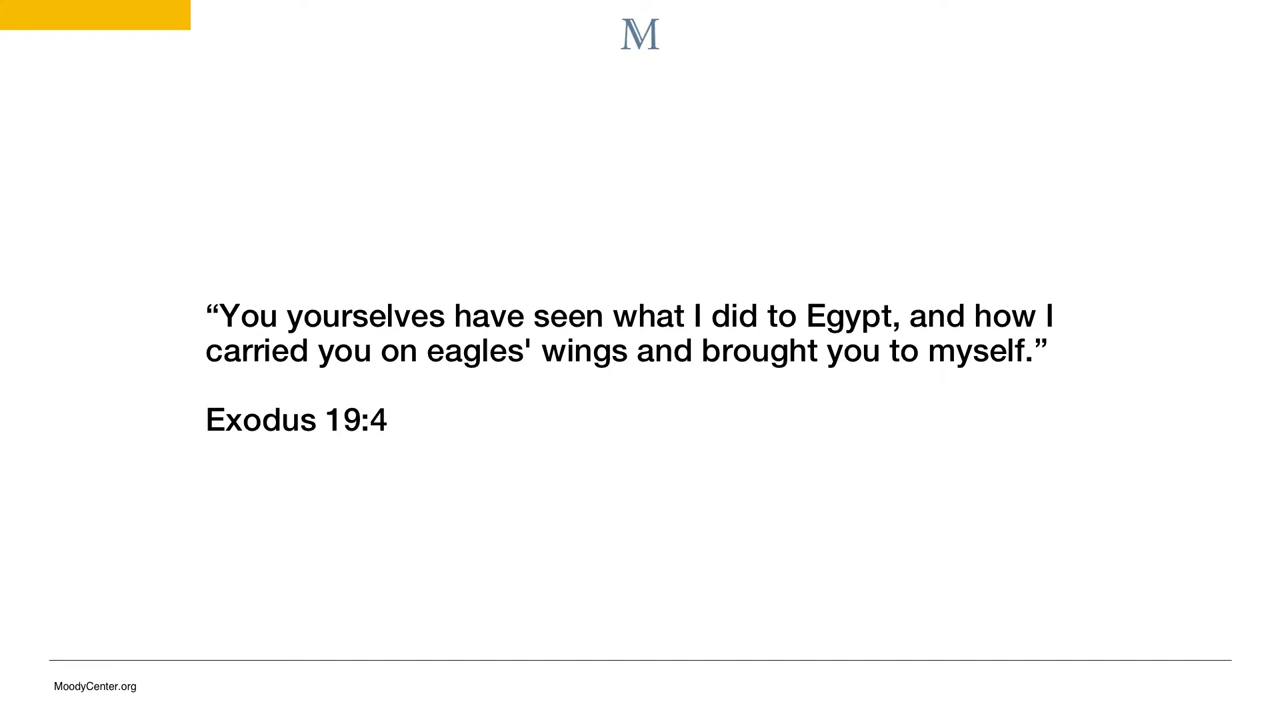 M
“You yourselves have seen what I did to Egypt, and how I
carried you on eagles' wings and brought you to myself.”
Exodus 19:4
MoodyCenter.org